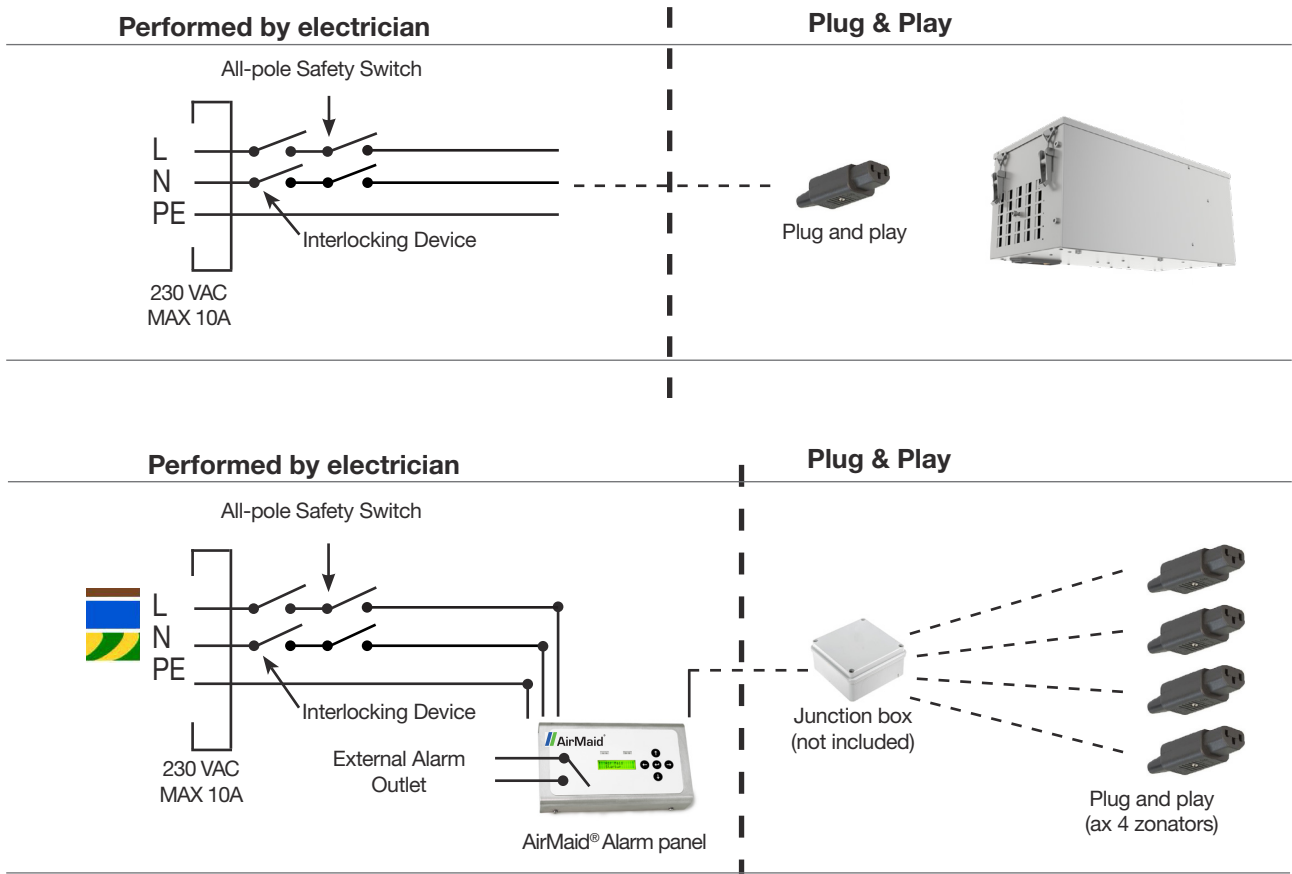 Performed by electrician
Plug & Play
All-pole Safety Switch
L
N
PE
Interlocking Device
230 VAC
MAX 10A
Plug and play
Performed by electrician
Plug & Play
All-pole Safety Switch
L
N
PE
Interlocking Device
230 VAC
MAX 10A
External Alarm
Outlet
AirMaid®
AirMaid® Alarm panel
Junction box
(not included)
Plug and play
(ax 4 zonators)